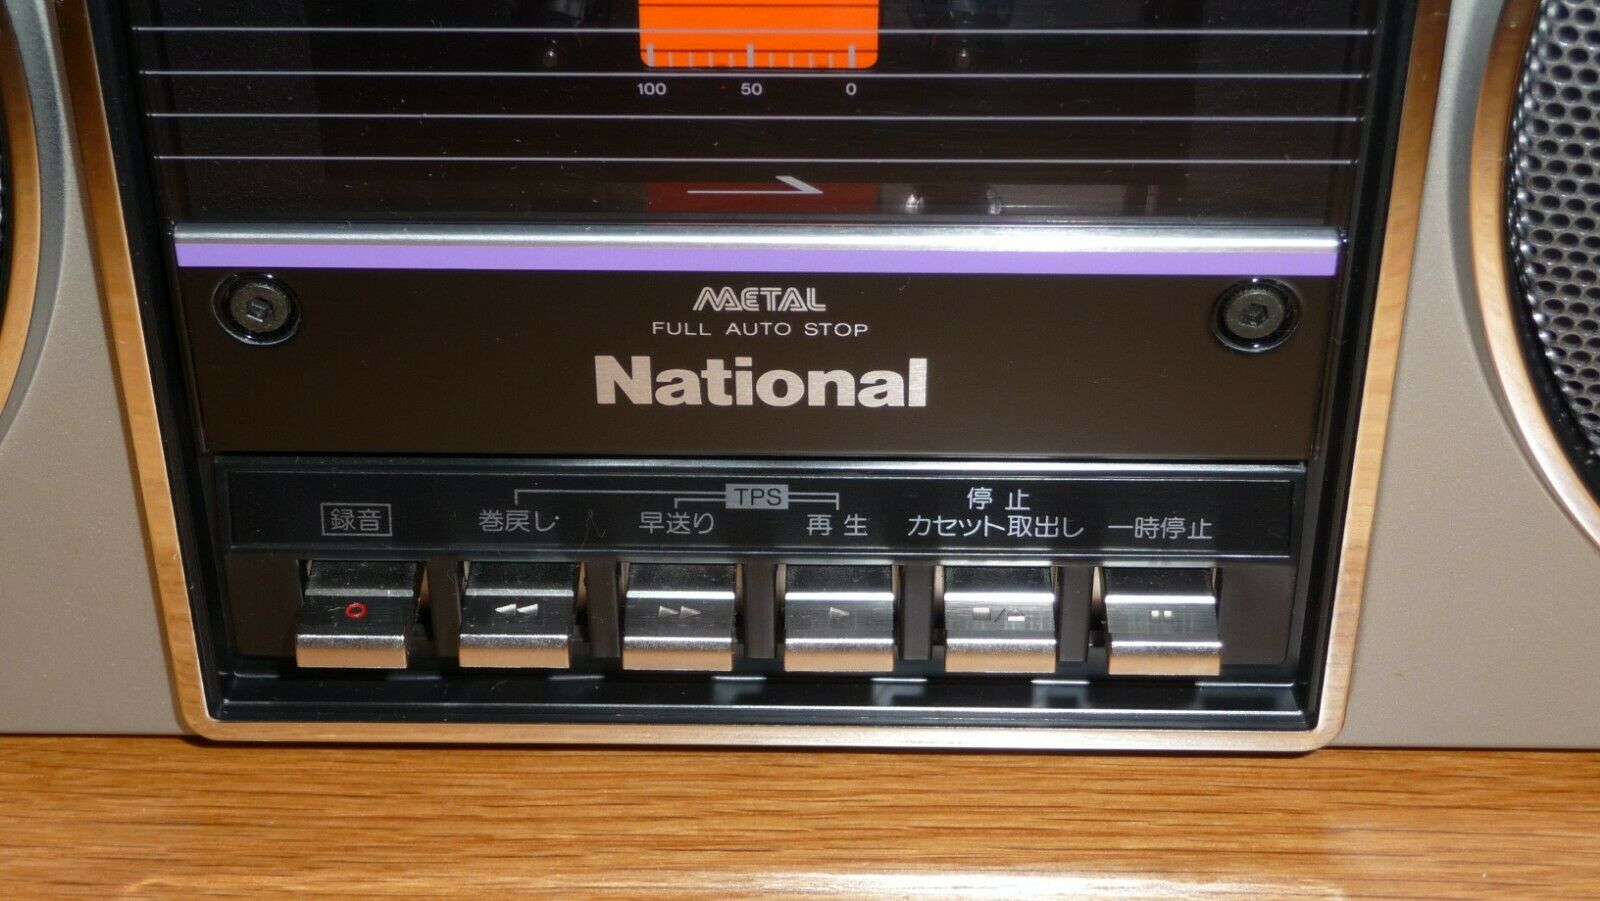 100 50 0
METAL
FULL AUTO STOP
National
TPS
停止
録音 巻戻し 早送り 再生 カセット取出し 一時停止